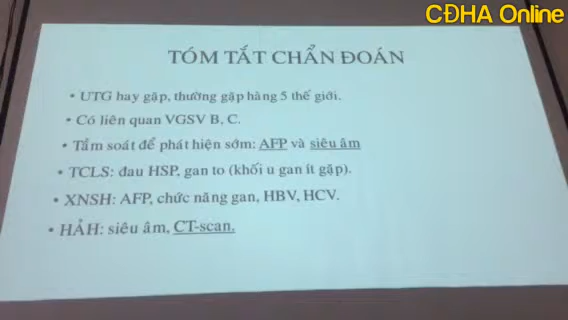 CĐHA Online
TÓM TẮT CHẨN ĐOÁN
• UTG hay gặp, thường gặp hàng 5 thế giới.
• Có liên quan VGSV B, C.
• Tầm soát để phát hiện sớm: AFP và siêu âm
• TCLS: đau HSP, gan to (khối u gan ít gặp).
• XNSH: AFP, chức năng gan, HBV, HCV.
• HẢH: siêu âm, CT-scan.